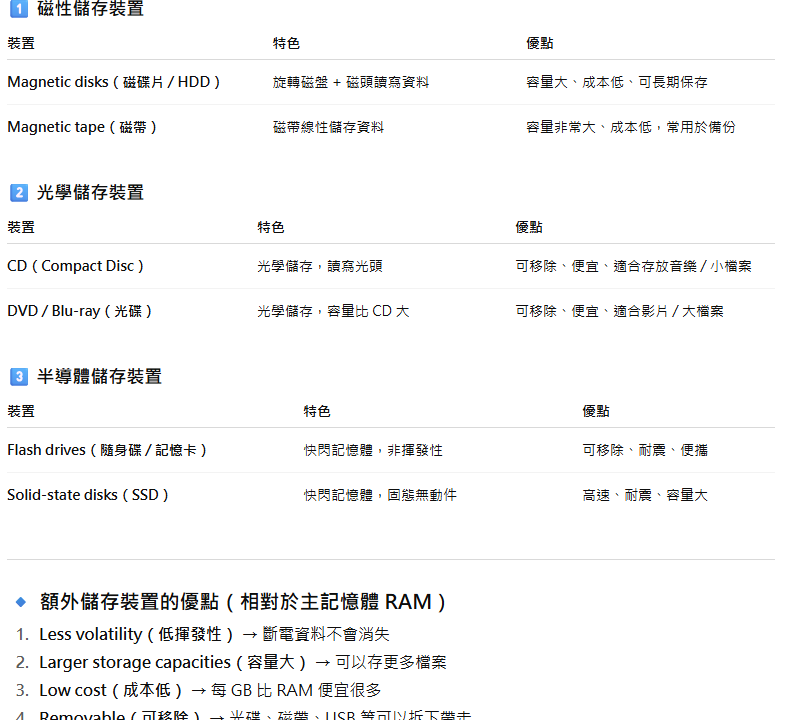 1 磁性儲存裝置
裝置 特色 優點
Magnetic disks（磁碟片 / HDD） 旋轉磁盤 + 磁頭讀寫資料 容量大、成本低、可長期保存
Magnetic tape（磁帶） 磁帶線性儲存資料 容量非常大、成本低，常用於備份
2 光學儲存裝置
裝置 特色 優點
CD（Compact Disc） 光學儲存，讀寫光頭 可移除、便宜、適合存放音樂 / 小檔案
DVD / Blu-ray（光碟） 光學儲存，容量比 CD 大 可移除、便宜、適合影片 / 大檔案
3 半導體儲存裝置
裝置 特色 優點
Flash drives（隨身碟 / 記憶卡） 快閃記憶體，非揮發性 可移除、耐震、便攜
Solid-state disks（SSD） 快閃記憶體，固態無動件 高速、耐震、容量大
額外儲存裝置的優點（相對於主記憶體 RAM）
1. Less volatility（低揮發性） → 斷電資料不會消失
2. Larger storage capacities（容量大） → 可以存更多檔案
3. Low cost（成本低） → 每 GB 比 RAM 便宜很多
4. Removable（可移除） → 光碟、磁帶、USB 等可以拆下帶走